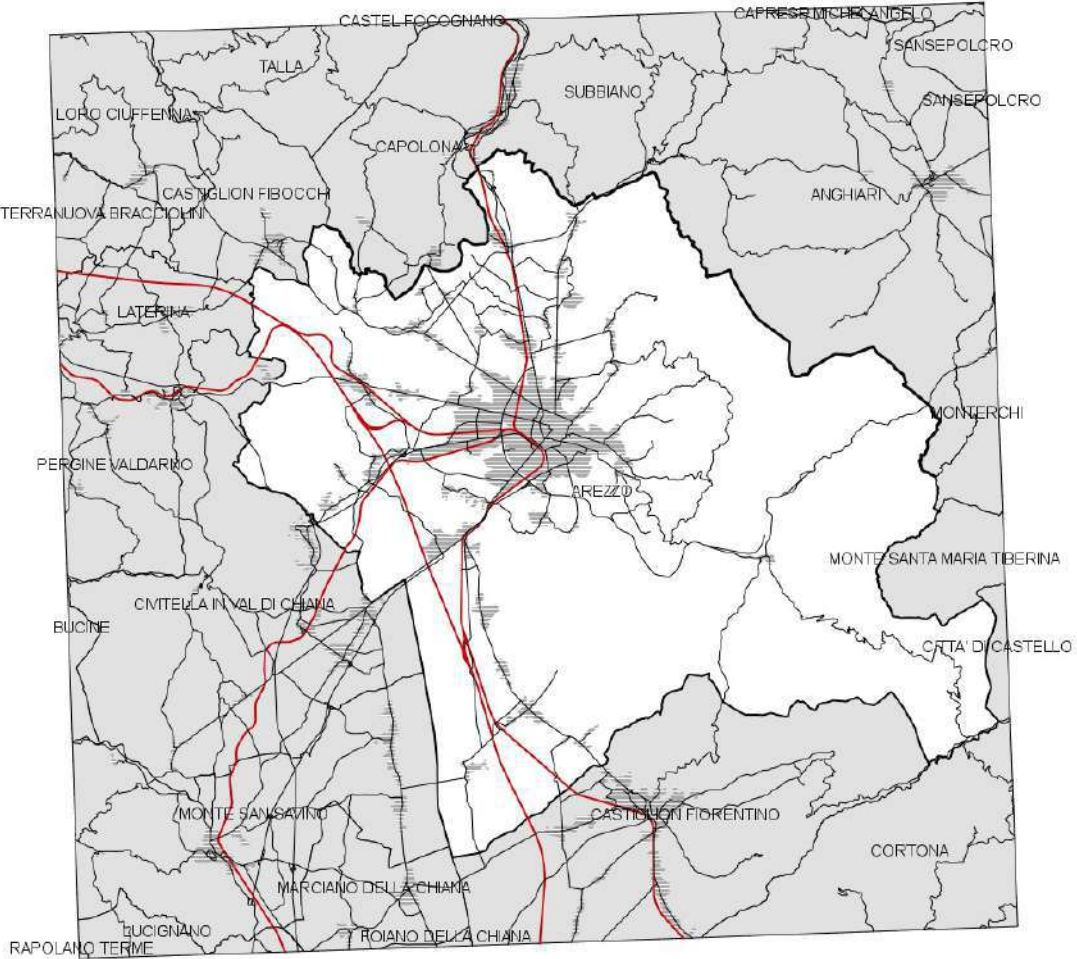 CASTEL FOCOGNANO
CAPRESE MICHELANGELO
SANSEPOLCRO
TALLA
SUBBIANO
SANSEPOLCRO
LORO CIUFFENNA
CAPOLONA
CASTIGLION FIBOCCHI
ANGHIARI
TERRANUOVA BRACCIOLINI
LATERINA
MONTERCHI
PERGINE VALDARNO
AREZZO
MONTE SANTA MARIA TIBERINA
CIVITELLA IN VAL DI CHIANA
BUCINE
CITTA' DI CASTELLO
MONTE SAN SAVINO
CASTIGLION FIORENTINO
CORTONA
MARCIANO DELLA CHIANA
LUCIGNANO
FOIANO DELLA CHIANA
RAPOLANO TERME